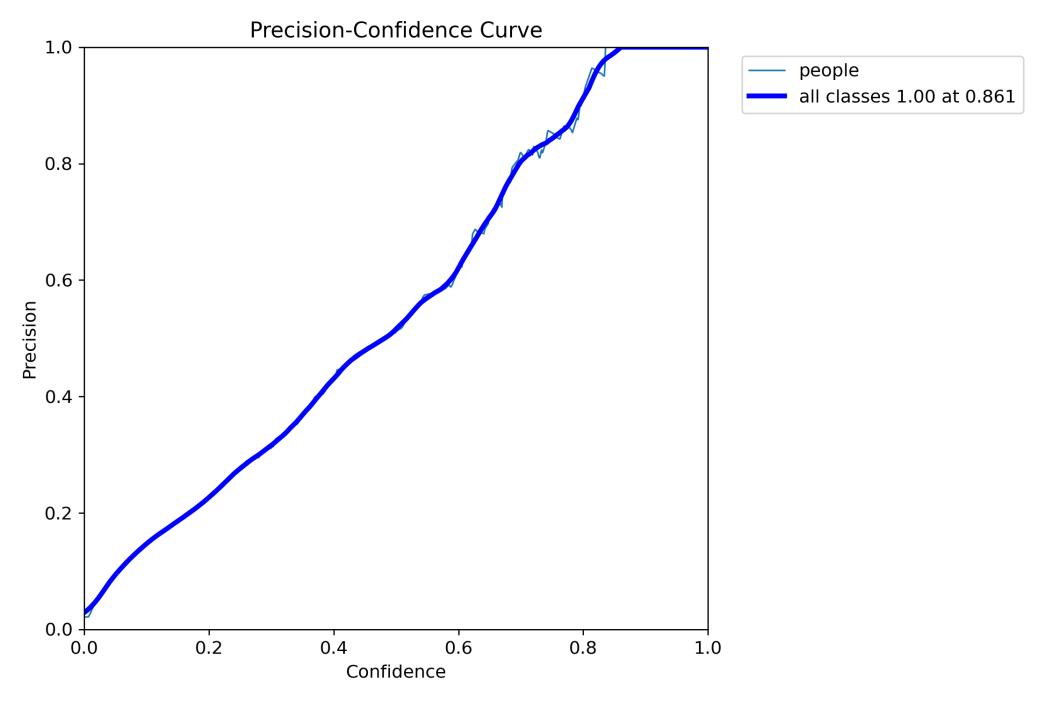 Precision-Confidence Curve
1.0
0.8
0.6
0.4
0.2
0.0
Precision
0.0 0.2 0.4 0.6 0.8 1.0
Confidence
people
all classes 1.00 at 0.861